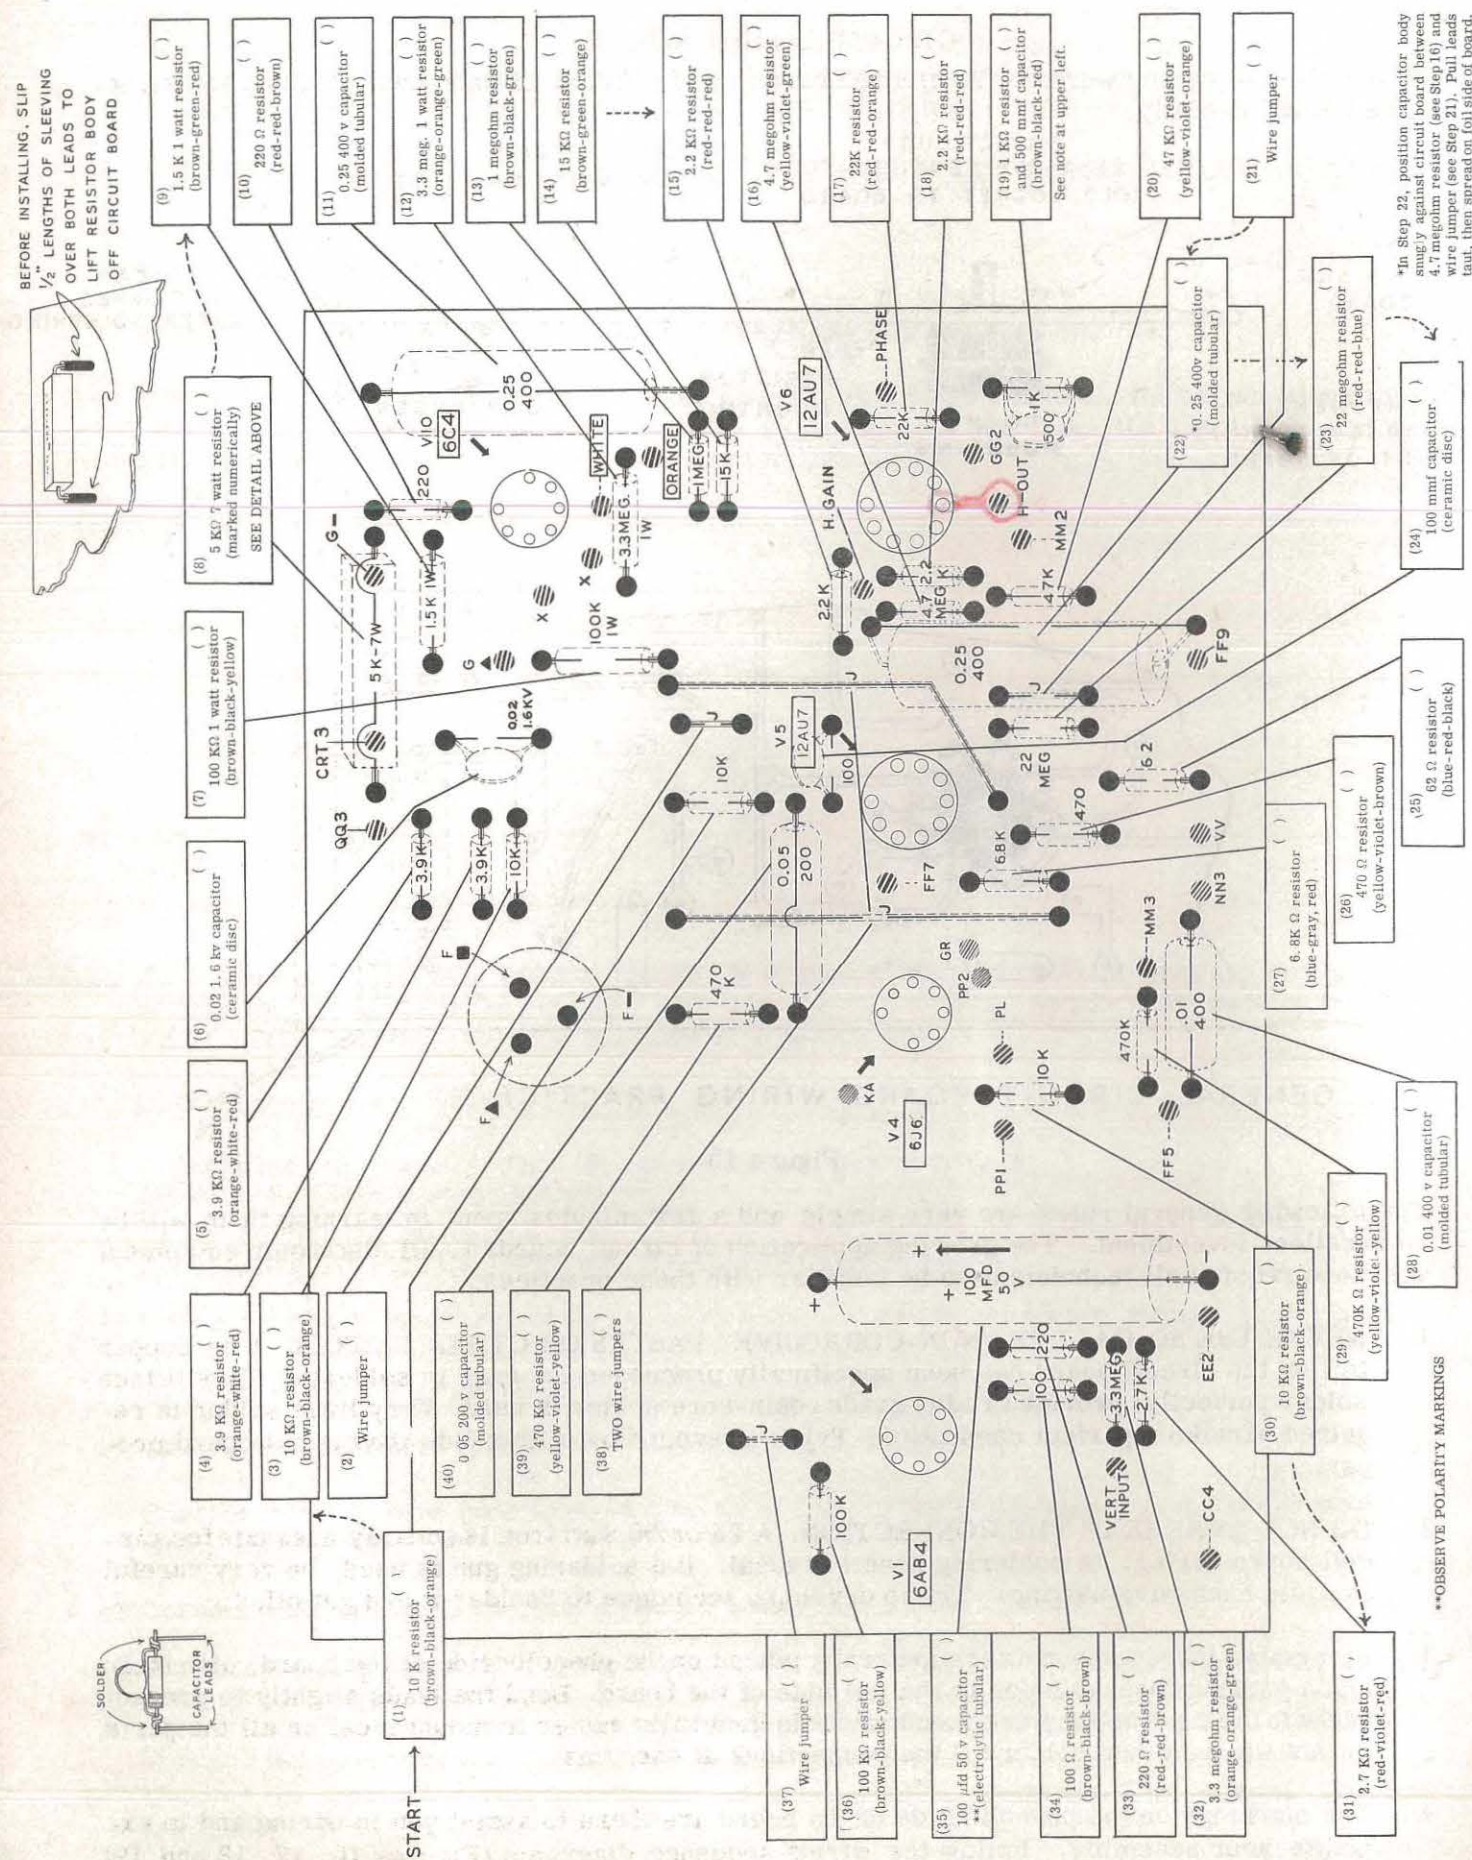 BEFORE INSTALLING, SLIP
1/2" LENGTHS OF SLEEVING
OVER BOTH LEADS TO
LIFT RESISTOR BODY
OFF CIRCUIT BOARD
SOLDER
CAPACITOR
LEADS
START
(1) 10 K resistor (
(brown-black-orange)
(2) ( )
Wire jumper
(3) ( )
10 KΩ resistor
(brown-black-orange)
(4) ( )
3.9 KΩ resistor
(orange-white-red)
(5) ( )
3.9 KΩ resistor
(orange-white-red)
(6) ( )
0.02 1.6 kv capacitor
(ceramic disc)
(7) ( )
100 KΩ 1 watt resistor
(brown-black-yellow)
(8) ( )
5 KΩ 7 watt resistor
(marked numerically)
SEE DETAIL ABOVE
(9) ( )
1.5 K 1 watt resistor
(brown-green-red)
(10) ( )
220 Ω resistor
(red-red-brown)
(11) ( )
0.25 400 v capacitor
(molded tubular)
(12) ( )
3.3 meg. 1 watt resistor
(orange-orange-green)
(13) ( )
1 megohm resistor
(brown-black-green)
(14) ( )
15 KΩ resistor
(brown-green-orange)
(15) ( )
2.2 KΩ resistor
(red-red-red)
(16) ( )
4.7 megohm resistor
(yellow-violet-green)
(17) ( )
22K resistor
(red-red-orange)
(18) ( )
2.2 KΩ resistor
(red-red-red)
(19) 1 KΩ resistor ( )
and 500 mmf capacitor
(brown-black-red)
See note at upper left.
(20) ( )
47 KΩ resistor
(yellow-violet-orange)
(21) ( )
Wire jumper
(22) ( )
*0.25 400v capacitor
(molded tubular)
(23) ( )
22 megohm resistor
(red-red-blue)
(24) ( )
100 mmf capacitor
(ceramic disc)
(25) ( )
62 Ω resistor
(blue-red-black)
(26) ( )
470 Ω resistor
(yellow-violet-brown)
(27) ( )
6.8K Ω resistor
(blue-gray, red)
(28) ( )
0.01 400 v capacitor
(molded tubular)
(29) ( )
470K Ω resistor
(yellow-violet-yellow)
(30) ( )
10 KΩ resistor
(brown-black-orange)
(31) ( )
2.7 KΩ resistor
(red-violet-red)
(32) ( )
3.3 megohm resistor
(orange-orange-green)
(33) ( )
220 Ω resistor
(red-red-brown)
(34) ( )
100 Ω resistor
(brown-black-brown)
(35) ( )
100 µfd 50 v capacitor
**(electrolytic tubular)
(36) ( )
100 KΩ resistor
(brown-black-yellow)
(37) ( )
Wire jumper
(38) ( )
TWO wire jumpers
(39) ( )
470 KΩ resistor
(yellow-violet-yellow)
(40) ( )
0 05 200 v capacitor
(molded tubular)
QQ3
CRT 3
G-
5K-7W
1.5K 1W
220
V10
6C4
0.25
400
3.9K
3.9K
10K
0.02
1.6KV
G
X
X
100K
1W
WHITE
3.3MEG
1W
ORANGE
1MEG
15K
F
F
F-
J
10K
470
K
0.05
200
V5
12AU7
100
J
2.2K
H. GAIN
V6
12AU7
PHASE
22K
GG2
1K
500
H-OUT
MM2
4.7
MEG
2.2
K
47K
0.25
400
FF9
J
22
MEG
62
470
6.8K
VV
NN3
FF7
J
GR
PP2
PL
KA
V4
6J6
PP1
10K
MM3
470K
.01
400
FF5
+
+
+
100
MFD
50
V
-
EE2
220
100
3.3MEG
2.7K
VERT
INPUT
CC4
J
100K
V1
6AB4
*In Step 22, position capacitor body
snugly against circuit board between
4.7 megohm resistor (see Step 16) and
wire jumper (see Step 21). Pull leads
taut, then spread on foil side of board.
**OBSERVE POLARITY MARKINGS